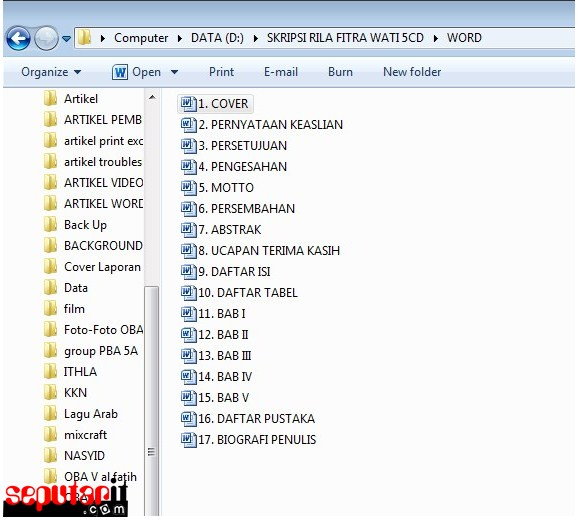 Computer ▸ DATA (D:) ▸ SKRIPSI RILA FITRA WATI 5CD ▸ WORD
Organize Open Print E-mail Burn New folder
Artikel
ARTIKEL PEMB
artikel print exc
artikel troubles
ARTIKEL VIDEO
ARTIKEL WORD
Back Up
BACKGROUND
Cover Laporan
Data
film
Foto-Foto OBA
group PBA 5A
ITHLA
KKN
Lagu Arab
mixcraft
NASYID
OBA V al.fatih
1. COVER
2. PERNYATAAN KEASLIAN
3. PERSETUJUAN
4. PENGESAHAN
5. MOTTO
6. PERSEMBAHAN
7. ABSTRAK
8. UCAPAN TERIMA KASIH
9. DAFTAR ISI
10. DAFTAR TABEL
11. BAB I
12. BAB II
13. BAB III
14. BAB IV
15. BAB V
16. DAFTAR PUSTAKA
17. BIOGRAFI PENULIS
seputarit
.com